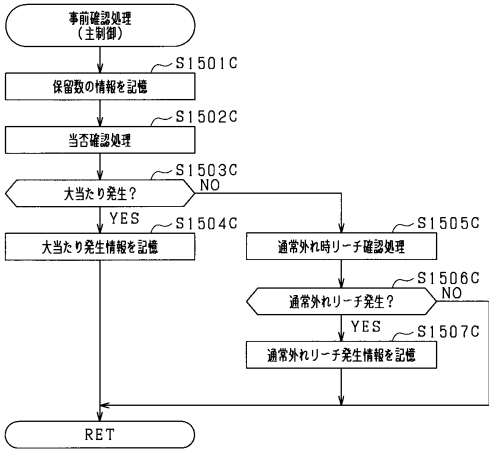 事前確認処理
(主制御)
S1501C
保留数の情報を記憶
S1502C
当否確認処理
S1503C
大当たり発生?
NO
YES
S1504C
大当たり発生情報を記憶
S1505C
通常外れ時リーチ確認処理
S1506C
通常外れリーチ発生?
NO
YES
S1507C
通常外れリーチ発生情報を記憶
RET